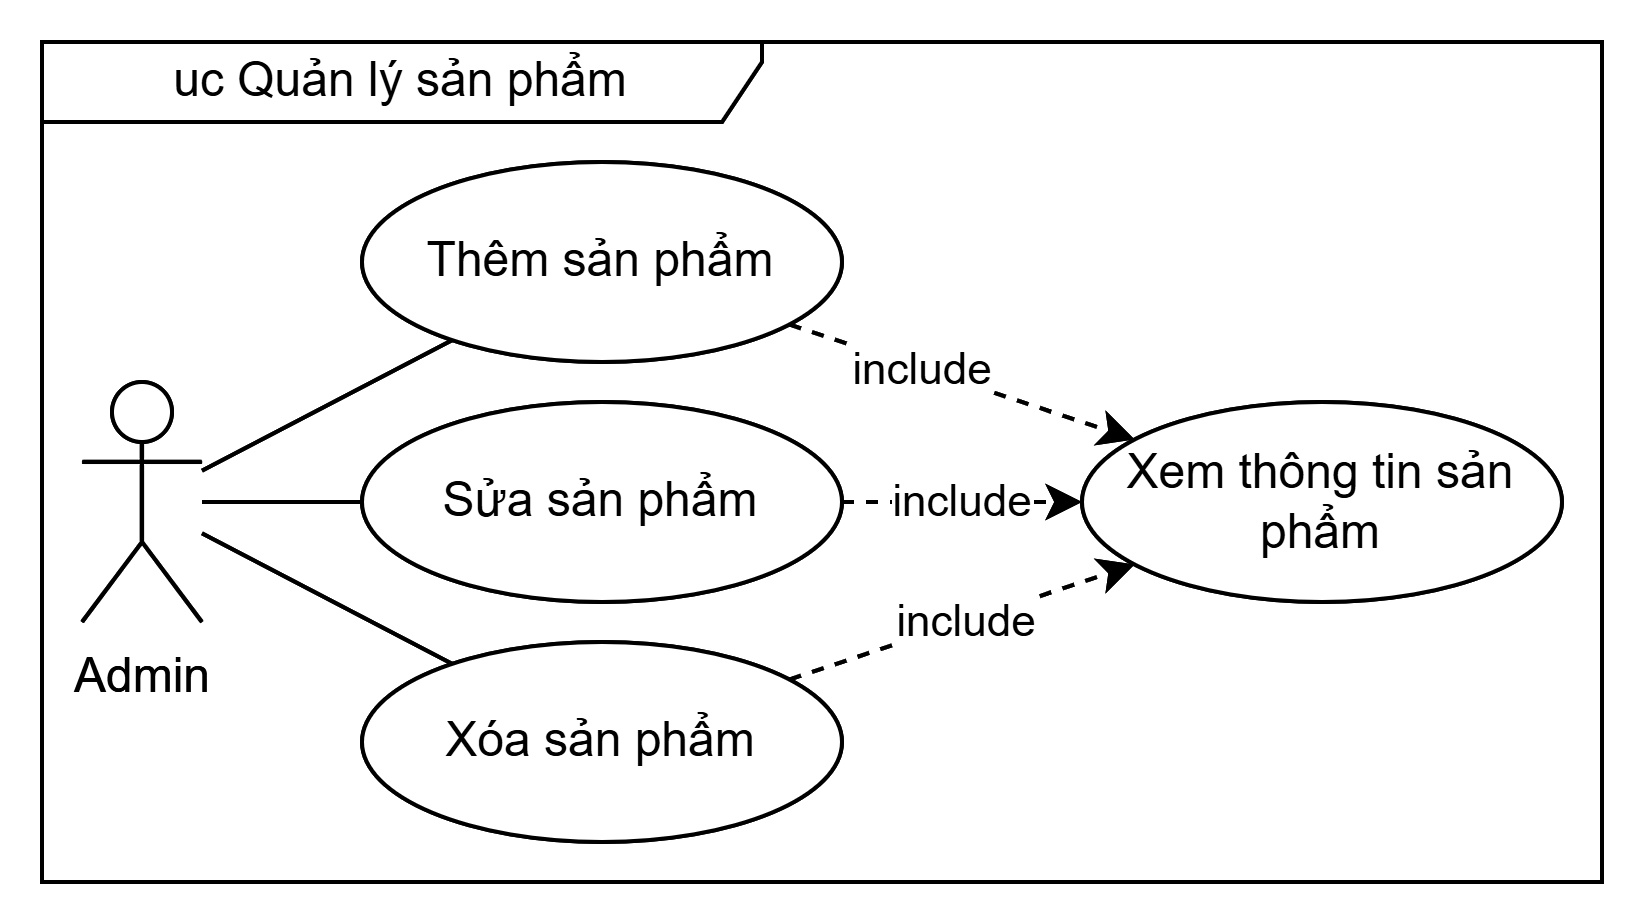 uc Quản lý sản phẩm
Thêm sản phẩm
include
Sửa sản phẩm
include
Xem thông tin sản
phẩm
include
Admin
Xóa sản phẩm